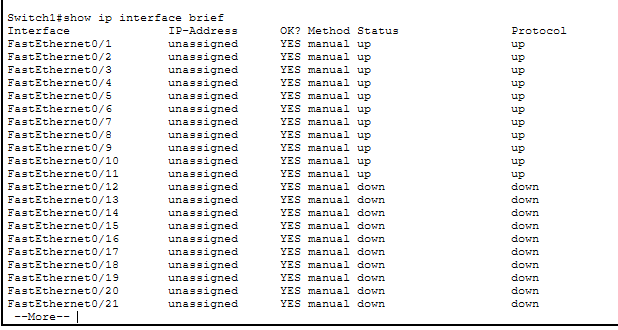 Switch1#show ip interface brief
Interface IP-Address OK? Method Status Protocol
FastEthernet0/1 unassigned YES manual up up
FastEthernet0/2 unassigned YES manual up up
FastEthernet0/3 unassigned YES manual up up
FastEthernet0/4 unassigned YES manual up up
FastEthernet0/5 unassigned YES manual up up
FastEthernet0/6 unassigned YES manual up up
FastEthernet0/7 unassigned YES manual up up
FastEthernet0/8 unassigned YES manual up up
FastEthernet0/9 unassigned YES manual up up
FastEthernet0/10 unassigned YES manual up up
FastEthernet0/11 unassigned YES manual up up
FastEthernet0/12 unassigned YES manual down down
FastEthernet0/13 unassigned YES manual down down
FastEthernet0/14 unassigned YES manual down down
FastEthernet0/15 unassigned YES manual down down
FastEthernet0/16 unassigned YES manual down down
FastEthernet0/17 unassigned YES manual down down
FastEthernet0/18 unassigned YES manual down down
FastEthernet0/19 unassigned YES manual down down
FastEthernet0/20 unassigned YES manual down down
FastEthernet0/21 unassigned YES manual down down
--More--